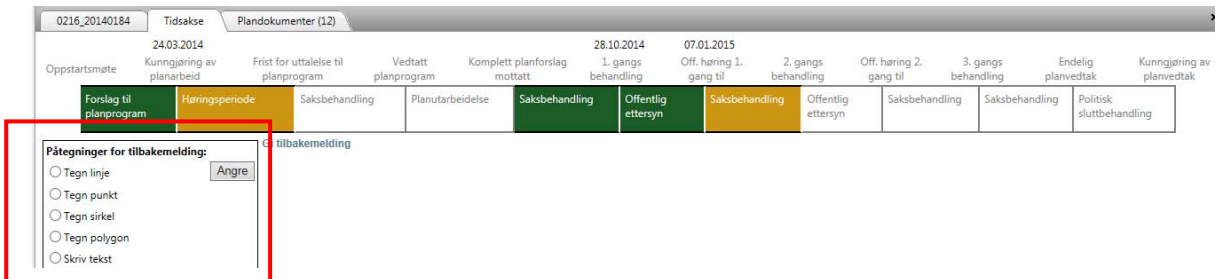 0216_20140184 Tidsakse Plandokumenter (12)
24.03.2014 28.10.2014 07.01.2015
Oppstartsmøte Kunngjøring av planarbeid Frist for uttalelse til planprogram Vedtatt planprogram Komplett planforslag mottatt 1. gangs behandling Off. høring 1. gang til 2. gangs behandling Off. høring 2. gang til 3. gangs behandling Endelig planvedtak Kunngjøring av planvedtak
Forslag til planprogram Høringsperiode Saksbehandling Planutarbeidelse Saksbehandling Offentlig ettersyn Saksbehandling Offentlig ettersyn Saksbehandling Saksbehandling Politisk sluttbehandling
Gi tilbakemelding
Påtegninger for tilbakemelding:
Tegn linje Angre
Tegn punkt
Tegn sirkel
Tegn polygon
Skriv tekst